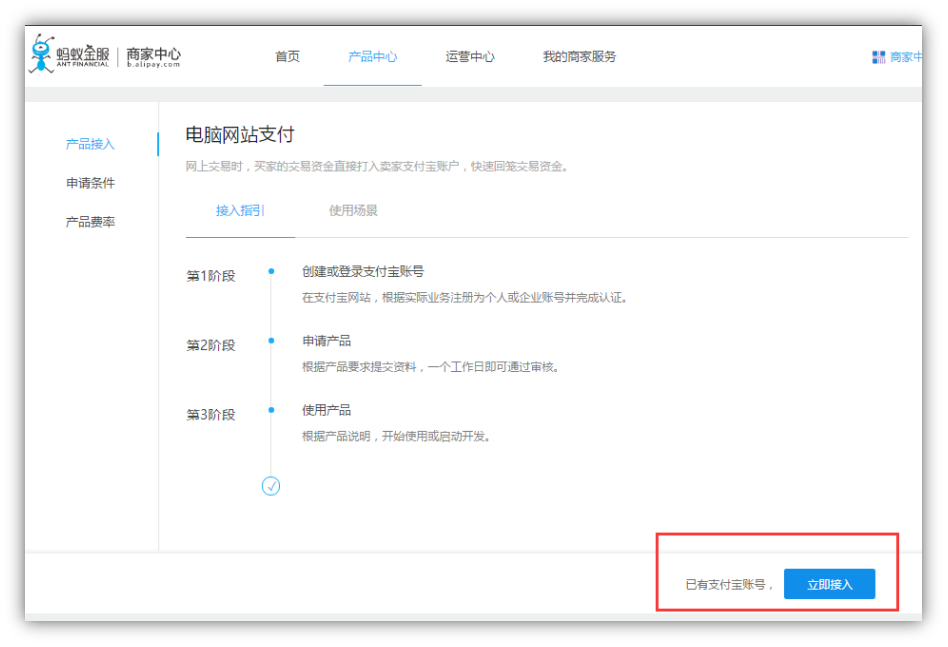 蚂蚁金服
ANT FINANCIAL
商家中心
b.alipay.com
首页
产品中心
运营中心
我的商家服务
商家中
产品接入
申请条件
产品费率
电脑网站支付
网上交易时，买家的交易资金直接打入卖家支付宝账户，快速回笼交易资金。
接入指引
使用场景
第1阶段
创建或登录支付宝账号
在支付宝网站，根据实际业务注册为个人或企业账号并完成认证。
第2阶段
申请产品
根据产品要求提交资料，一个工作日即可通过审核。
第3阶段
使用产品
根据产品说明，开始使用或启动开发。
已有支付宝账号，
立即接入